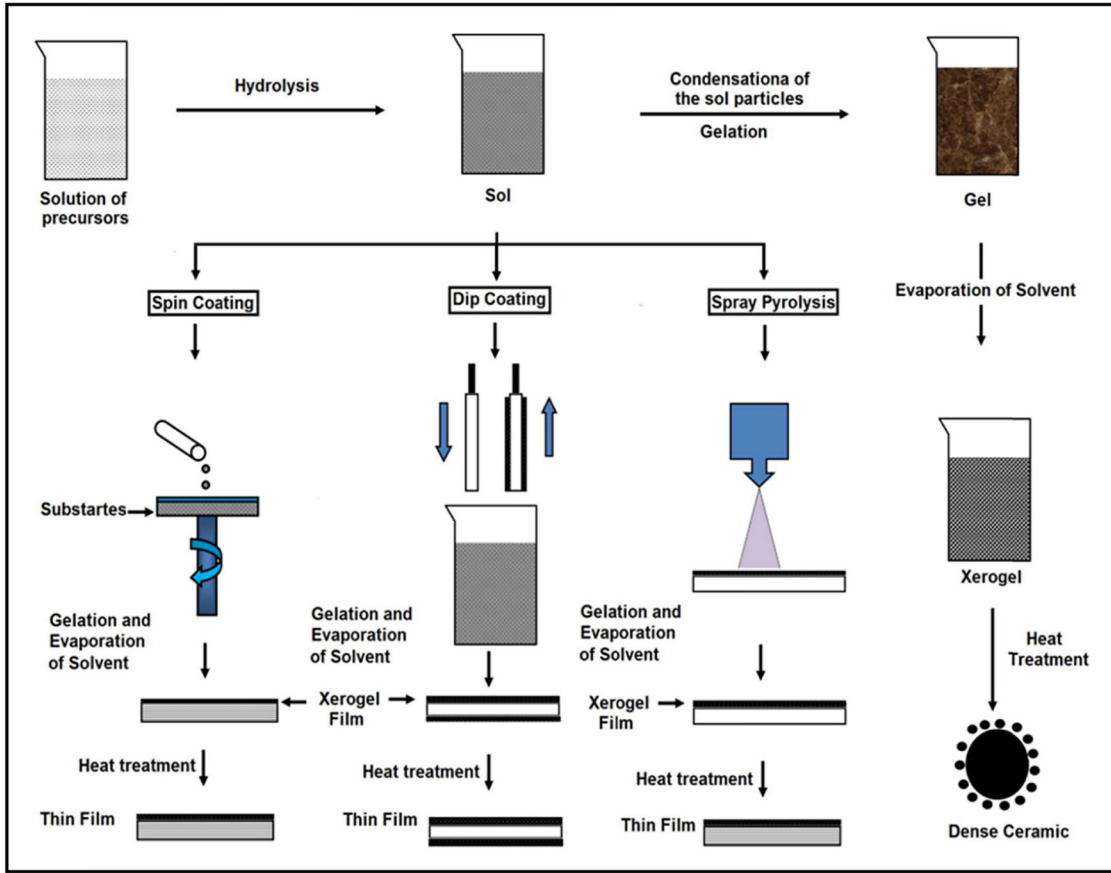 Hydrolysis
Condensationa of
the sol particles
Gelation
Solution of
precursors
Sol
Gel
Spin Coating
Dip Coating
Spray Pyrolysis
Evaporation of Solvent
Substartes
Gelation and
Evaporation
of Solvent
Gelation and
Evaporation
of Solvent
Gelation and
Evaporation
of Solvent
Xerogel
Heat
Treatment
Xerogel
Film
Xerogel
Film
Heat treatment
Heat treatment
Heat treatment
Thin Film
Thin Film
Thin Film
Dense Ceramic